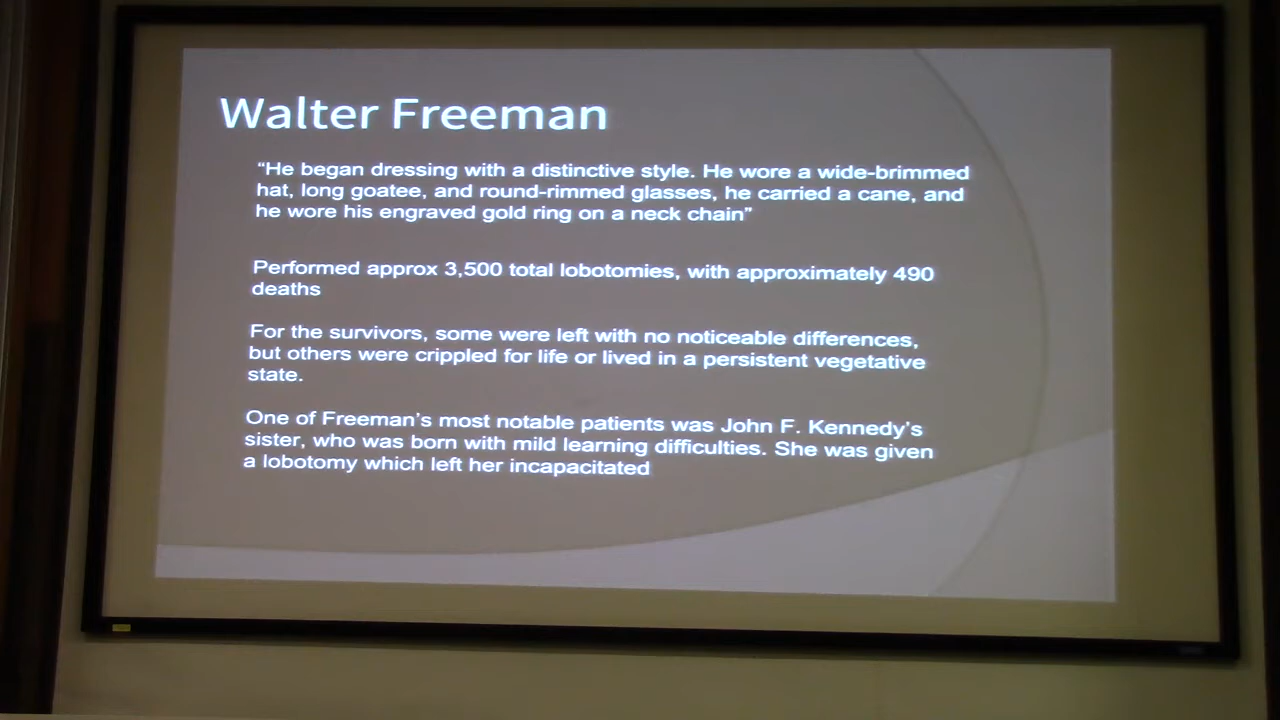 Walter Freeman
“He began dressing with a distinctive style. He wore a wide-brimmed
hat, long goatee, and round-rimmed glasses, he carried a cane, and
he wore his engraved gold ring on a neck chain”
Performed approx 3,500 total lobotomies, with approximately 490
deaths
For the survivors, some were left with no noticeable differences,
but others were crippled for life or lived in a persistent vegetative
state.
One of Freeman’s most notable patients was John F. Kennedy’s
sister, who was born with mild learning difficulties. She was given
a lobotomy which left her incapacitated